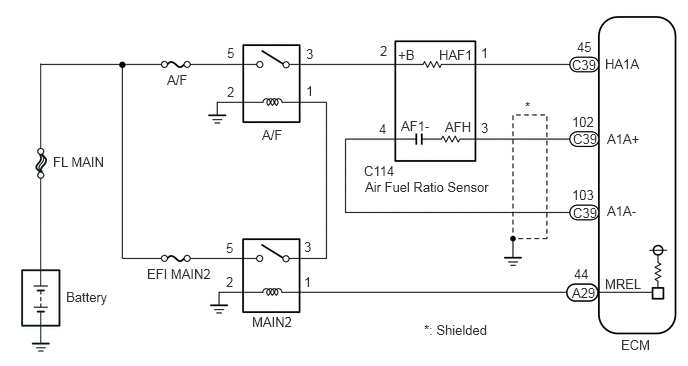 5
3
2
+B
HAF1
1
45
C39
HA1A
A/F
2
1
*
102
FL MAIN
A/F
4
AF1-
AFH
3
C39
A1A+
C114
Air Fuel Ratio Sensor
103
C39
A1A-
5
3
EFI MAIN2
44
Battery
2
1
A29
MREL
MAIN2
*: Shielded
ECM